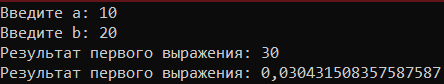 Введите a: 10
Введите b: 20
Результат первого выражения: 30
Результат первого выражения: 0,030431508357587587